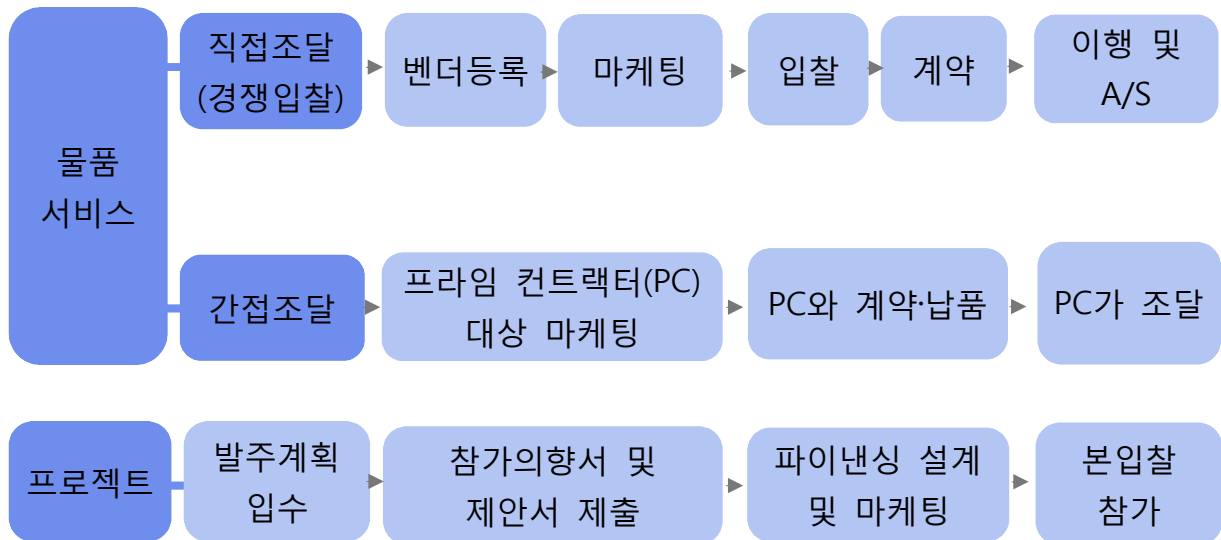 물품
서비스
직접조달
(경쟁입찰)
벤더등록
마케팅
입찰
계약
이행 및
A/S
간접조달
프라임 컨트랙터(PC)
대상 마케팅
PC와 계약·납품
PC가 조달
프로젝트
발주계획
입수
참가의향서 및
제안서 제출
파이낸싱 설계
및 마케팅
본입찰
참가